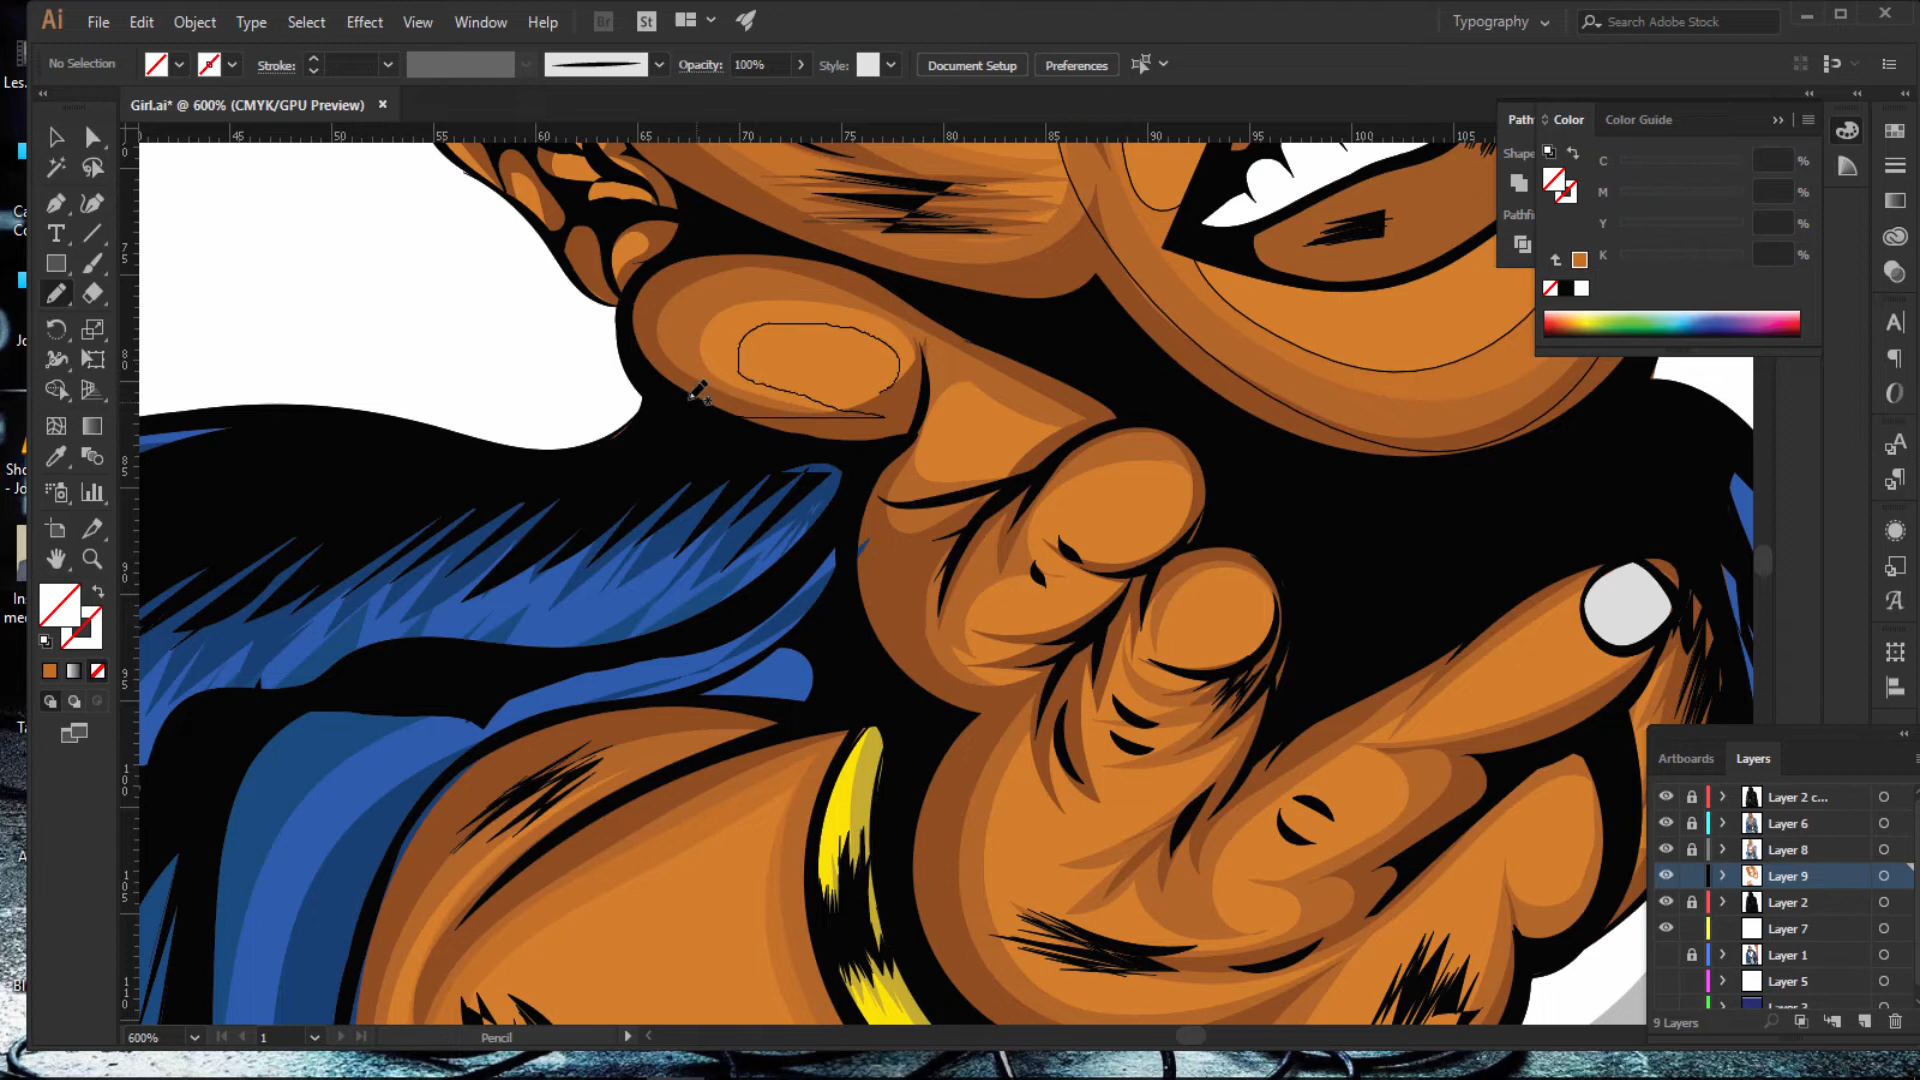 Ai File Edit Object Type Select Effect View Window Help Br St Typography Search Adobe Stock
No Selection Stroke: Opacity: 100% Style: Document Setup Preferences
Girl.ai* @ 600% (CMYK/GPU Preview)
45 50 55 60 65 70 75 80 85 90 95 100 105
Path Color Color Guide
Shape
C %
M %
Y %
Pathfi
K %
Artboards Layers
Layer 2 c...
Layer 6
Layer 8
Layer 9
Layer 2
Layer 7
Layer 1
Layer 5
9 Layers
600% 1 Pencil